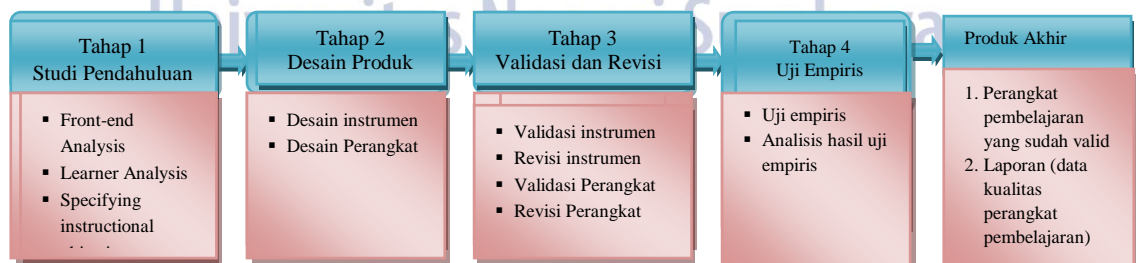 Tahap 1
Studi Pendahuluan
▪ Front-end
Analysis
▪ Learner Analysis
▪ Specifying
instructional
Tahap 2
Desain Produk
▪ Desain instrumen
▪ Desain Perangkat
Tahap 3
Validasi dan Revisi
▪ Validasi instrumen
▪ Revisi instrumen
▪ Validasi Perangkat
▪ Revisi Perangkat
Tahap 4
Uji Empiris
▪ Uji empiris
▪ Analisis hasil uji
empiris
Produk Akhir
1. Perangkat
pembelajaran
yang sudah valid
2. Laporan (data
kualitas
perangkat
pembelajaran)